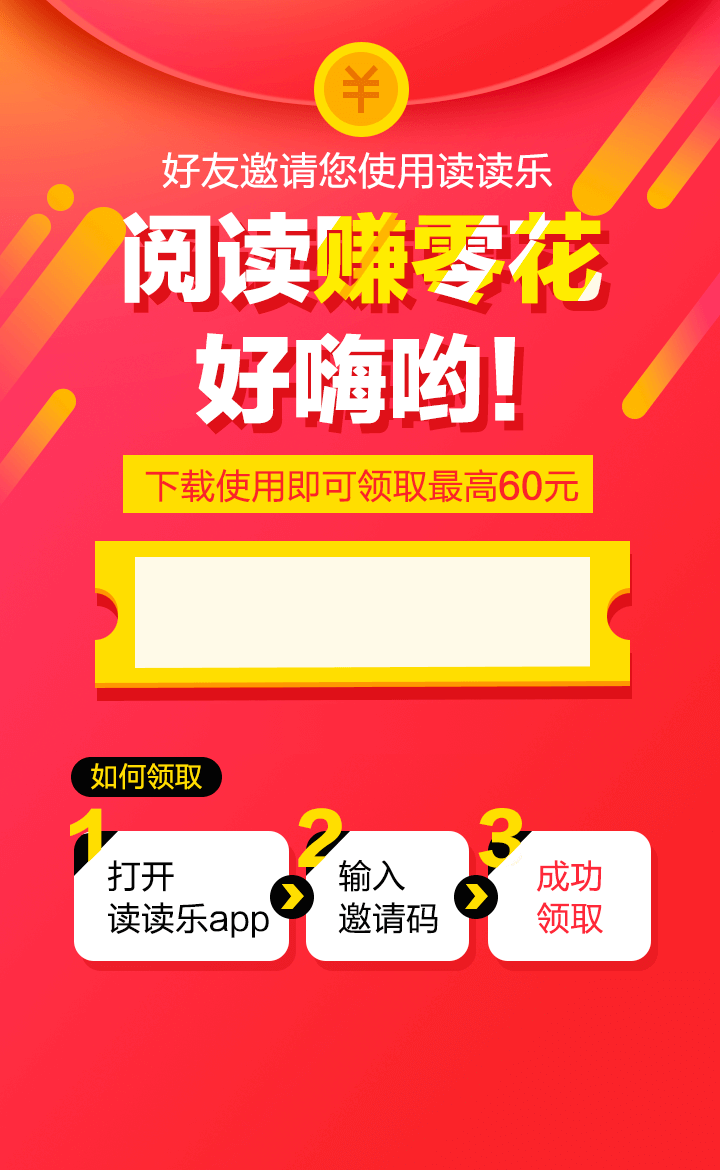 ¥
好友邀请您使用读读乐
阅读赚零花
好嗨哟!
下载使用即可领取最高60元
如何领取
1
打开
读读乐app
2
输入
邀请码
3
成功
领取